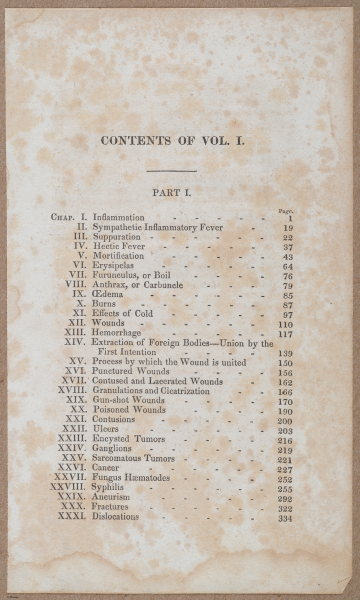 CONTENTS OF VOL. I.
PART I.
Page.
CHAP. I. Inflammation - - - - - 1
II. Sympathetic Inflammatory Fever - - 19
III. Suppuration - - - - - - 22
IV. Hectic Fever - - - - - 37
V. Mortification - - - - - 43
VI. Erysipelas - - - - - - 64
VII. Furunculus, or Boil - - - - 76
VIII. Anthrax, or Carbuncle - - - - 79
IX. Œdema - - - - - - 85
X. Burns - - - - - - 87
XI. Effects of Cold - - - - - 97
XII. Wounds - - - - - - 110
XIII. Hemorrhage - - - - - 117
XIV. Extraction of Foreign Bodies—Union by the
First Intention - - - - 139
XV. Process by which the Wound is united - 150
XVI. Punctured Wounds - - - - 156
XVII. Contused and Lacerated Wounds - - 162
XVIII. Granulations and Cicatrization - - 166
XIX. Gun-shot Wounds - - - - 170
XX. Poisoned Wounds - - - - 190
XXI. Contusions - - - - - 200
XXII. Ulcers - - - - - - 203
XXIII. Encysted Tumors - - - - 216
XXIV. Ganglions - - - - - 219
XXV. Sarcomatous Tumors - - - - 221
XXVI. Cancer - - - - - - 227
XXVII. Fungus Hæmatodes - - - - 252
XXVIII. Syphilis - - - - - - 255
XXIX. Aneurism - - - - - 292
XXX. Fractures - - - - - 322
XXXI. Dislocations - - - - - 334